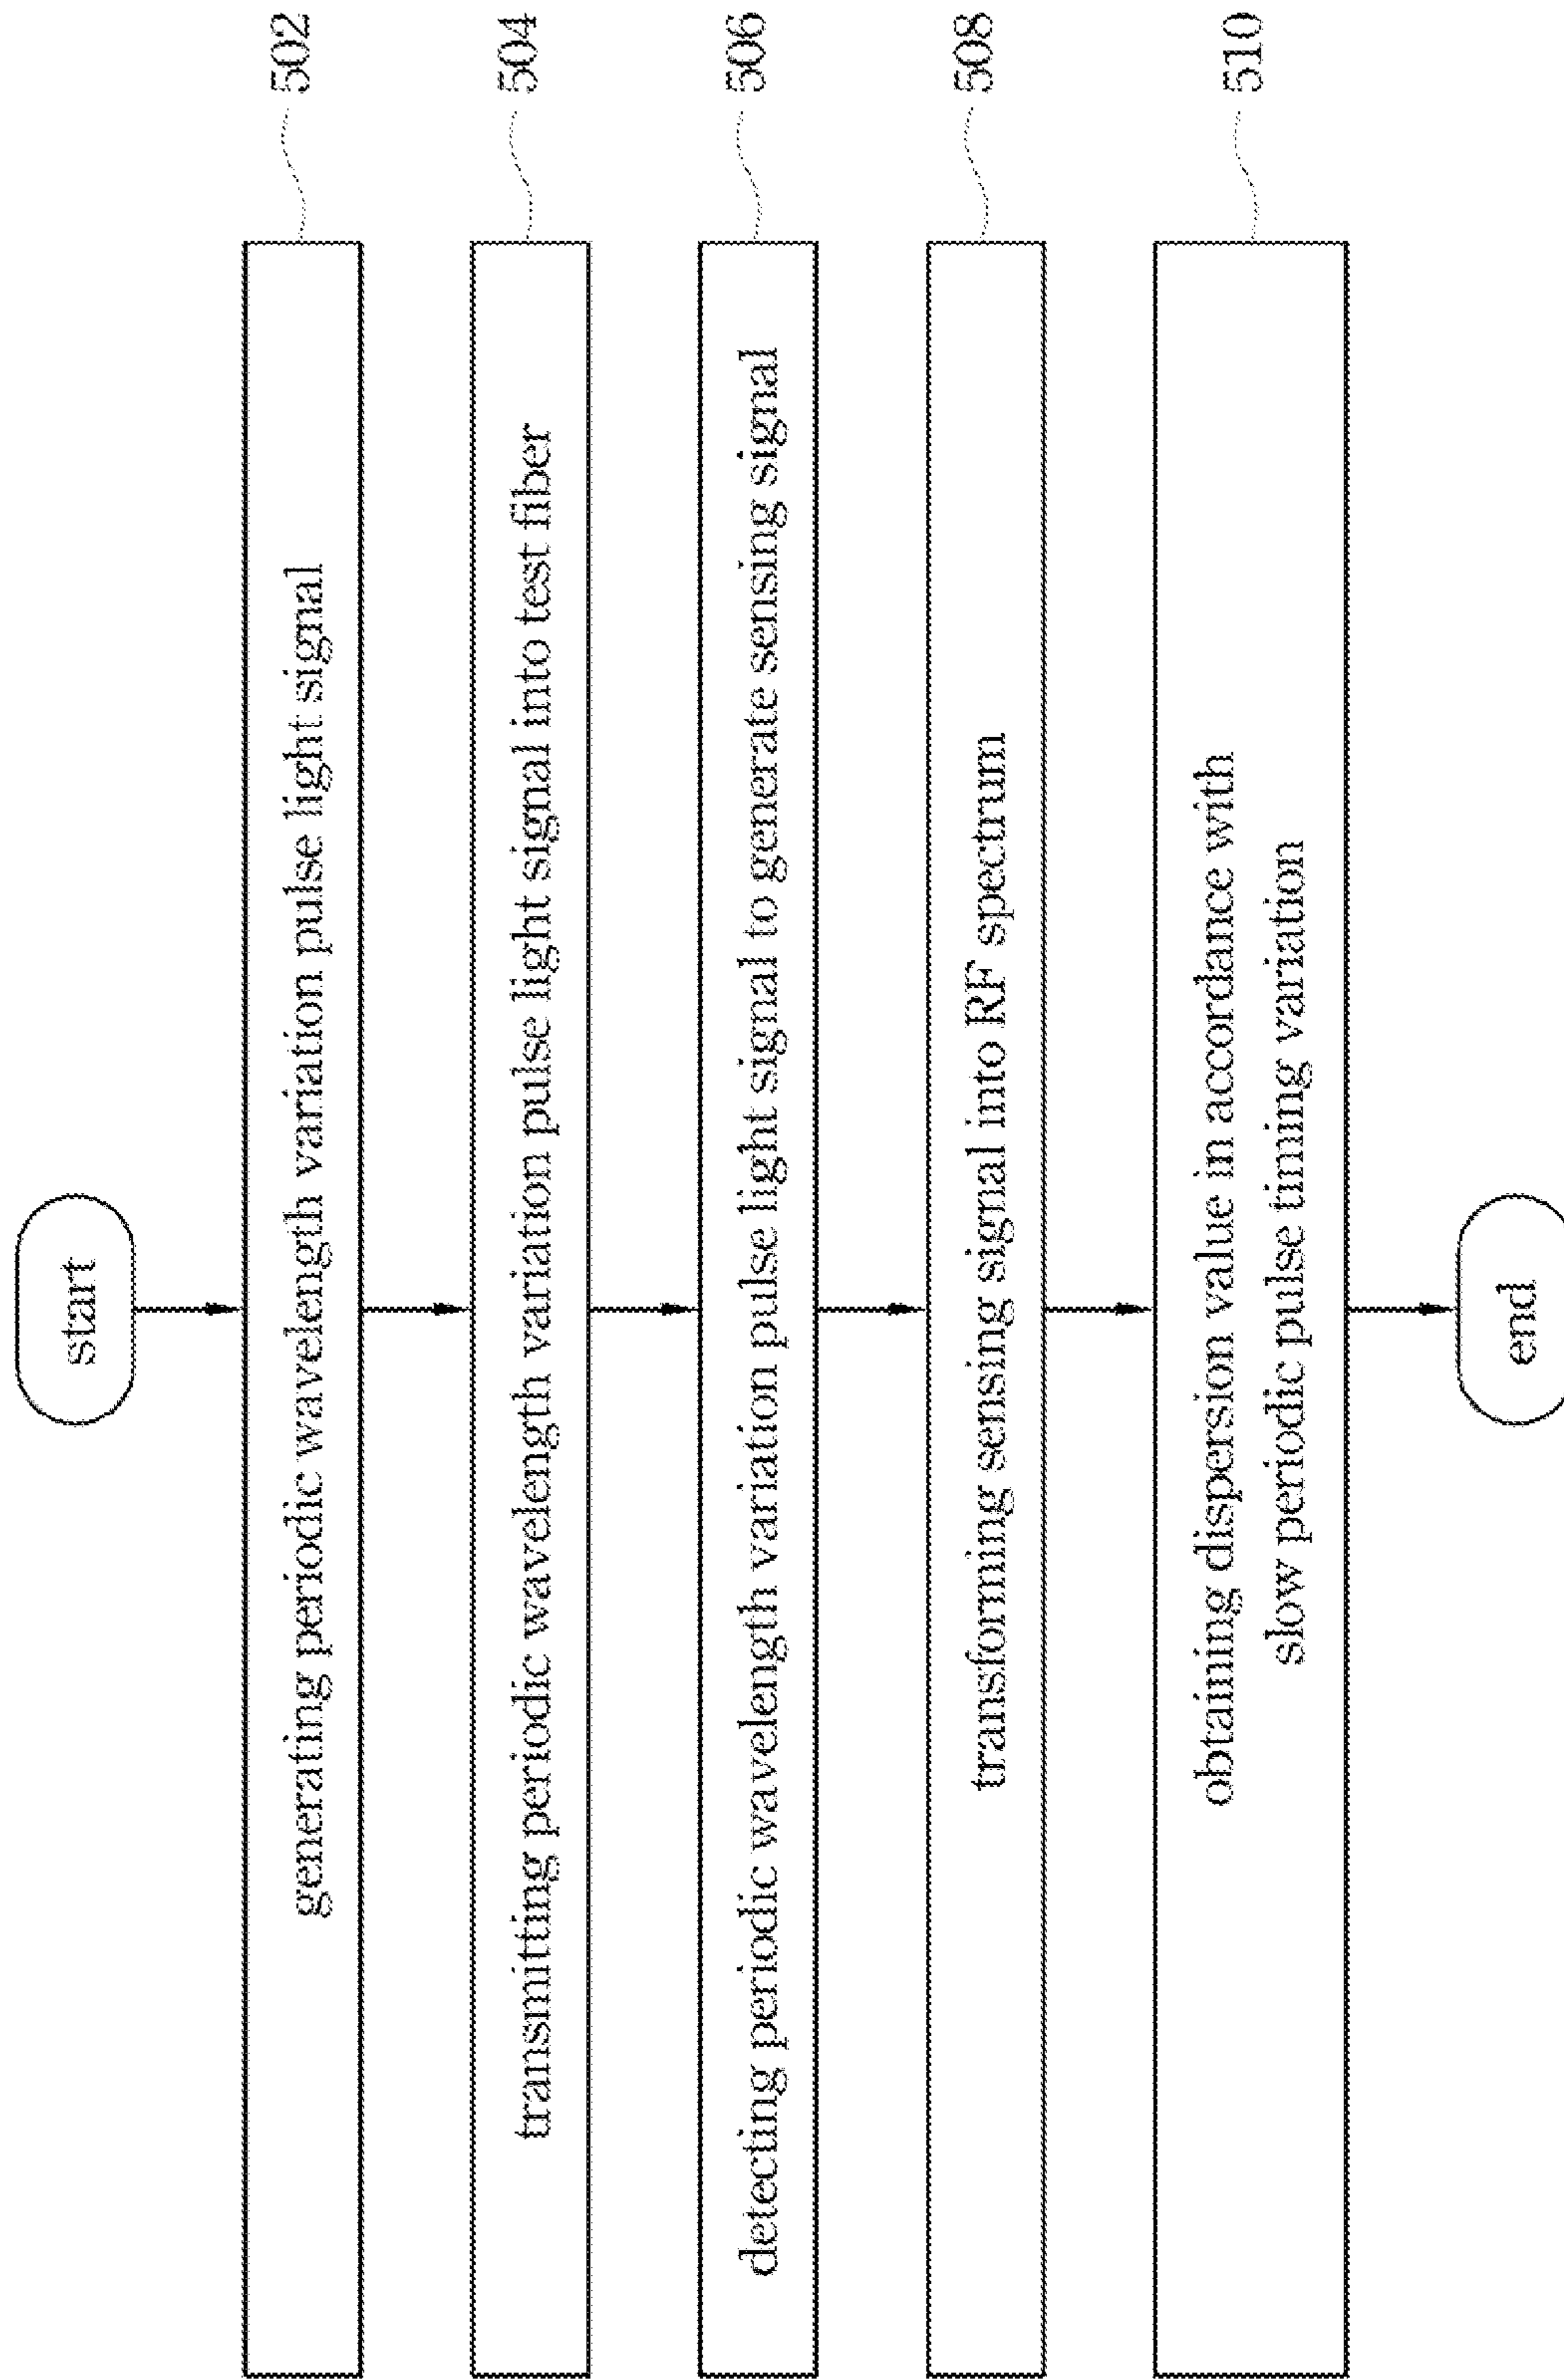 start
generating periodic wavelength variation pulse light signal
502
transmitting periodic wavelength variation pulse light signal into test fiber
504
detecting periodic wavelength variation pulse light signal to generate sensing signal
506
transforming sensing signal into RF spectrum
508
obtaining dispersion value in accordance with
slow periodic pulse timing variation
510
end